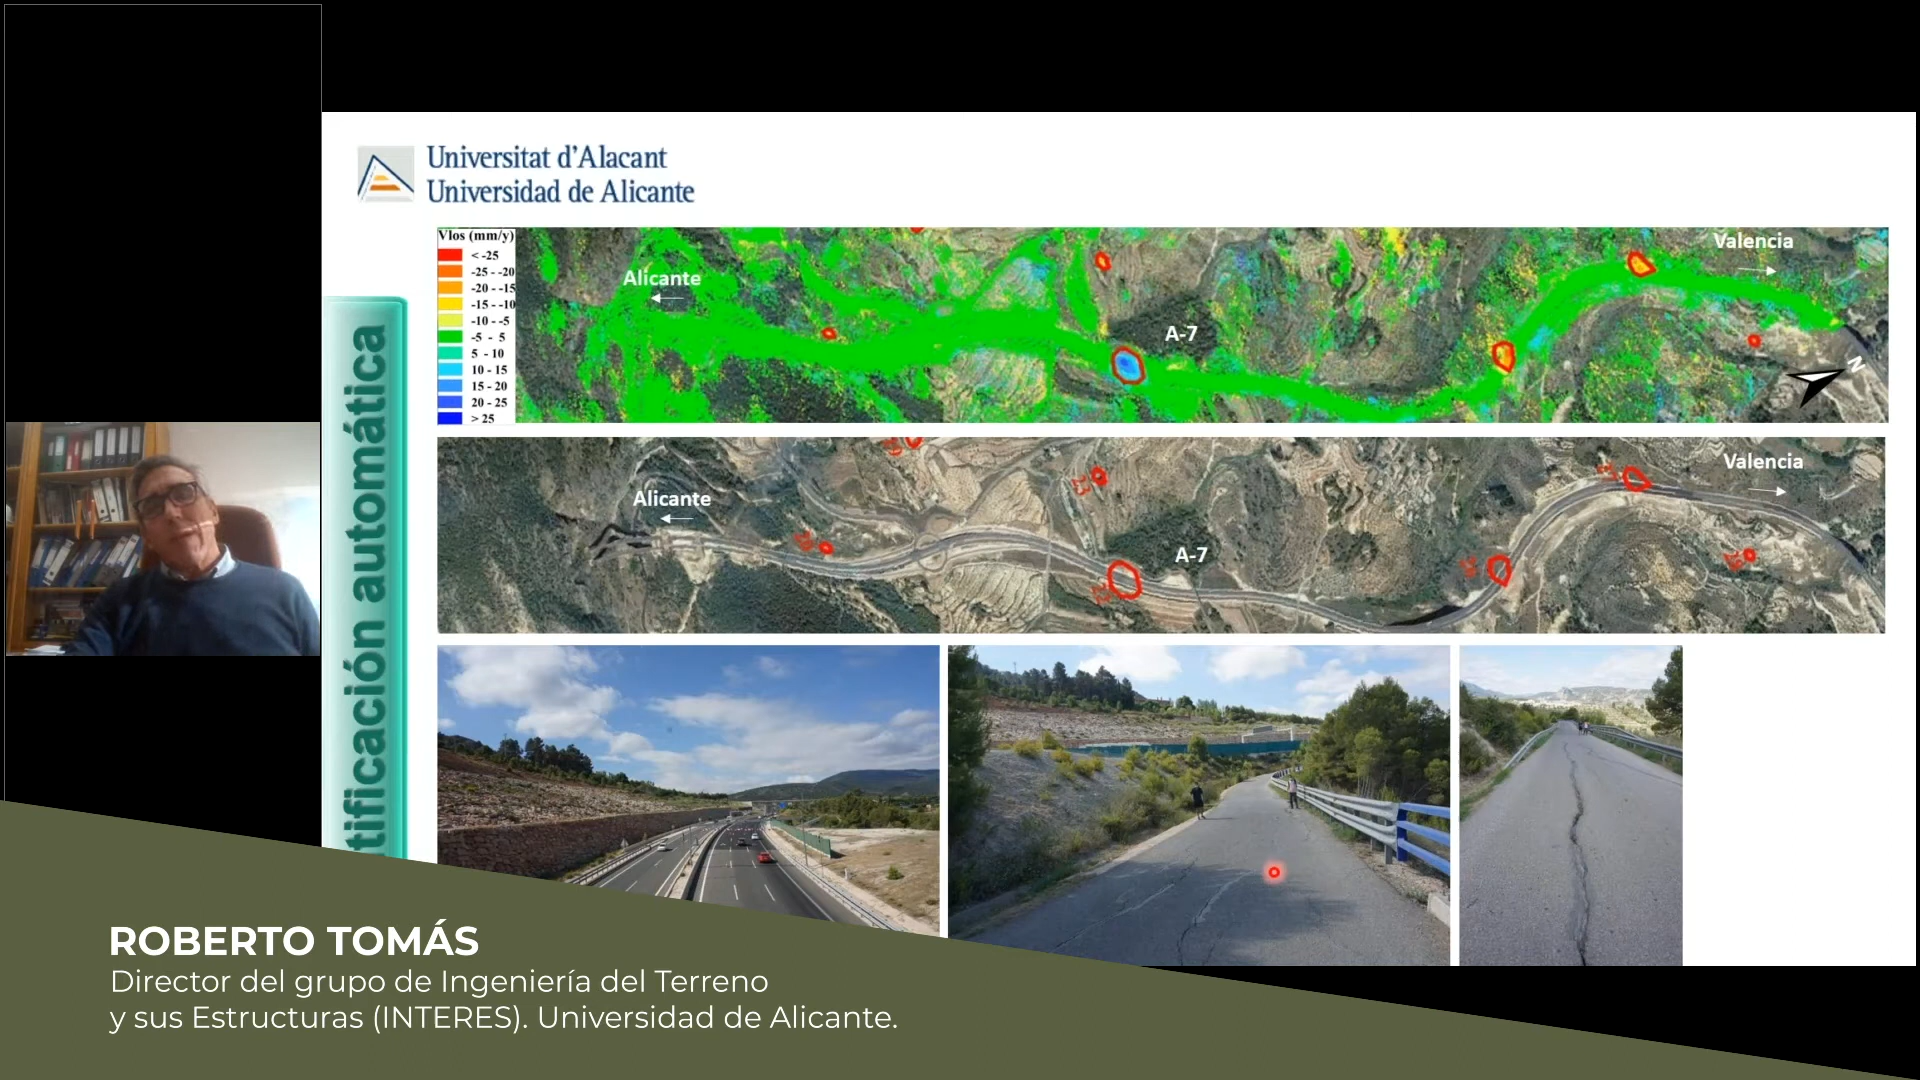 Universitat d'Alacant
Universidad de Alicante
Vlos (mm/y)
< -25
-25 - -20
-20 - -15
-15 - -10
-10 - -5
-5 - 5
5 - 10
10 - 15
15 - 20
20 - 25
> 25
Alicante
A-7
Valencia
N
Alicante
A-7
Valencia
tificación automática
ROBERTO TOMÁS
Director del grupo de Ingeniería del Terreno
y sus Estructuras (INTERES). Universidad de Alicante.